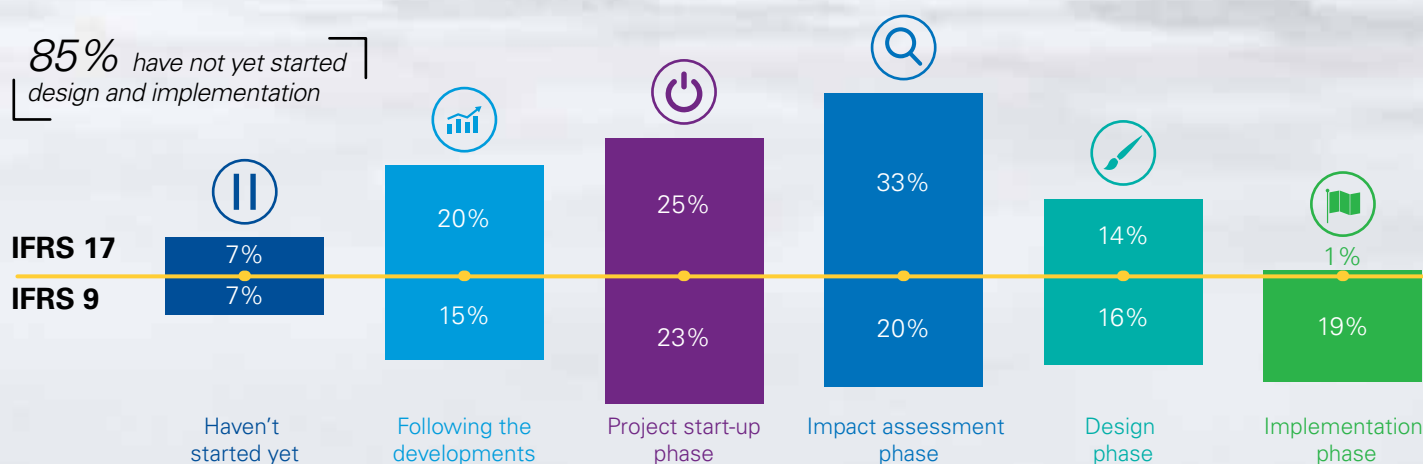 85% have not yet started
design and implementation
IFRS 17
7%
20%
25%
33%
14%
1%
IFRS 9
7%
15%
23%
20%
16%
19%
Haven't
started yet
Following the
developments
Project start-up
phase
Impact assessment
phase
Design
phase
Implementation
phase